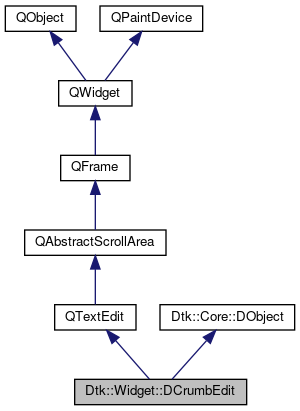 QObject
QPaintDevice
QWidget
QFrame
QAbstractScrollArea
QTextEdit
Dtk::Core::DObject
Dtk::Widget::DCrumbEdit